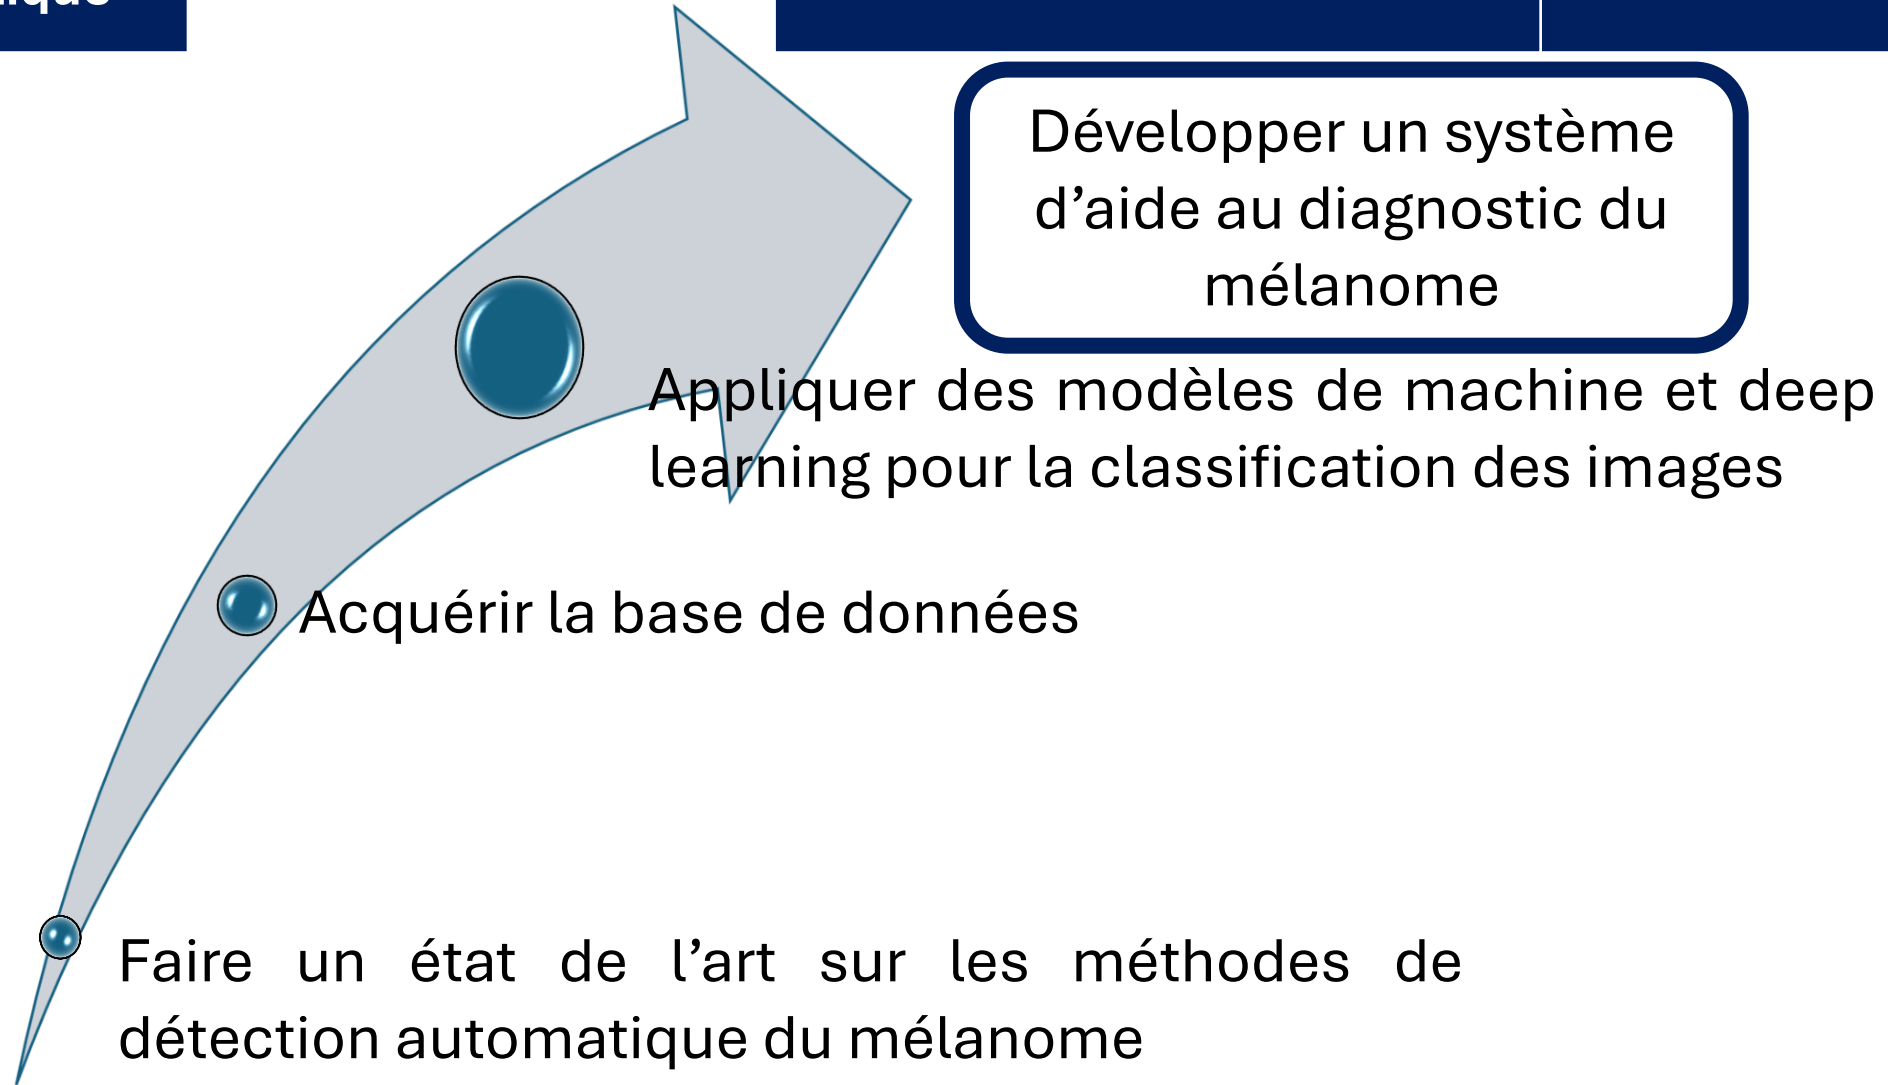 Développer un système
d’aide au diagnostic du
mélanome
Appliquer des modèles de machine et deep
learning pour la classification des images
Acquérir la base de données
Faire un état de l’art sur les méthodes de
détection automatique du mélanome